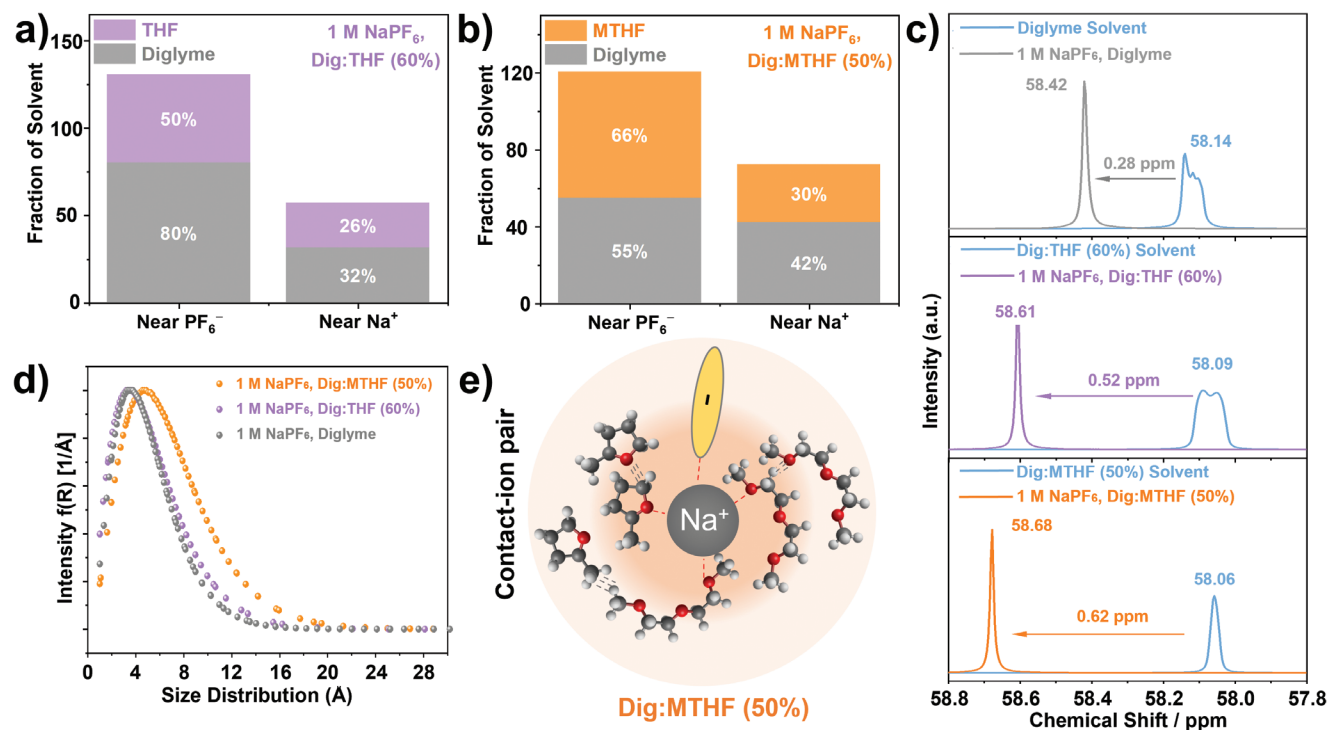 a)
THF
Diglyme
1 M NaPF₆,
Dig:THF (60%)
Fraction of Solvent
150
100
50
0
50%
80%
26%
32%
Near PF₆⁻
Near Na⁺
b)
MTHF
Diglyme
1 M NaPF₆,
Dig:MTHF (50%)
Fraction of Solvent
120
80
40
0
66%
55%
30%
42%
Near PF₆⁻
Near Na⁺
c)
Diglyme Solvent
1 M NaPF₆, Diglyme
58.42
58.14
0.28 ppm
Dig:THF (60%) Solvent
1 M NaPF₆, Dig:THF (60%)
58.61
58.09
0.52 ppm
Dig:MTHF (50%) Solvent
1 M NaPF₆, Dig:MTHF (50%)
58.68
58.06
0.62 ppm
Intensity (a.u.)
58.8 58.6 58.4 58.2 58.0 57.8
Chemical Shift / ppm
d)
1 M NaPF₆, Dig:MTHF (50%)
1 M NaPF₆, Dig:THF (60%)
1 M NaPF₆, Diglyme
Intensity f(R) [1/Å]
0 4 8 12 16 20 24 28
Size Distribution (Å)
e)
Contact-ion pair
-
Na⁺
Dig:MTHF (50%)